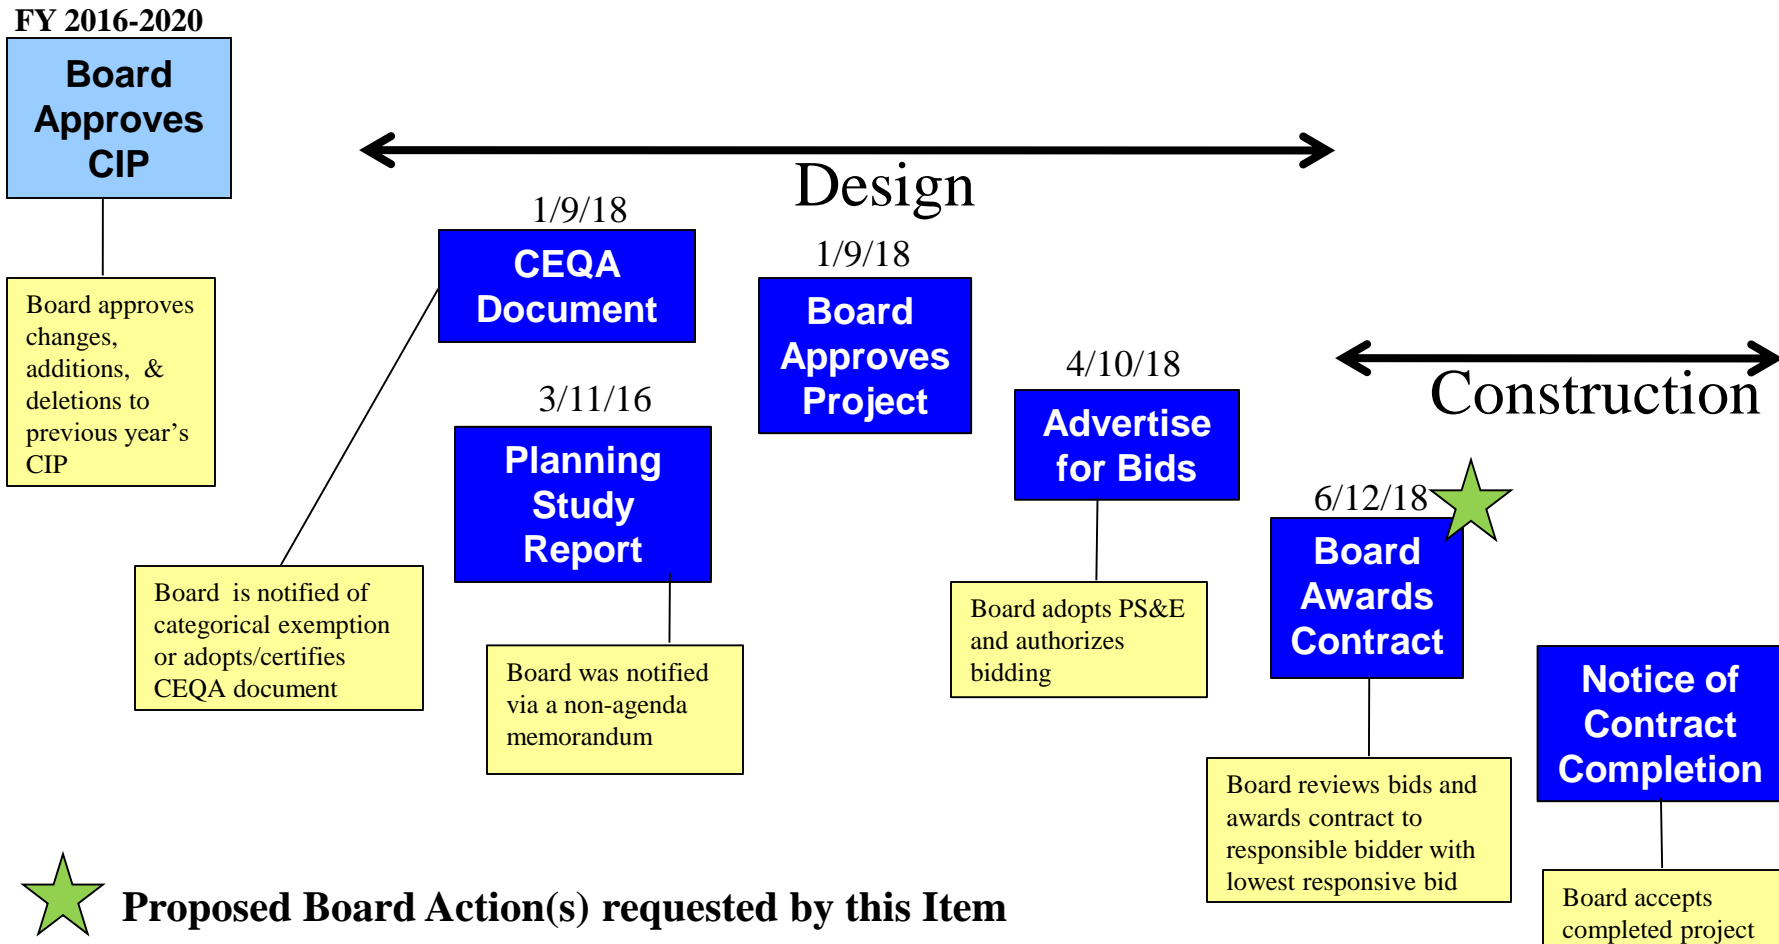 FY 2016-2020
Board
Approves
CIP
Board approves
changes,
additions, &
deletions to
previous year's
CIP
Design
1/9/18
CEQA
Document
Board is notified of
categorical exemption
or adopts/certifies
CEQA document
3/11/16
Planning
Study
Report
Board was notified
via a non-agenda
memorandum
1/9/18
Board
Approves
Project
4/10/18
Advertise
for Bids
Board adopts PS&E
and authorizes
bidding
Construction
6/12/18
Board
Awards
Contract
Board reviews bids and
awards contract to
responsible bidder with
lowest responsive bid
Notice of
Contract
Completion
Board accepts
completed project
Proposed Board Action(s) requested by this Item